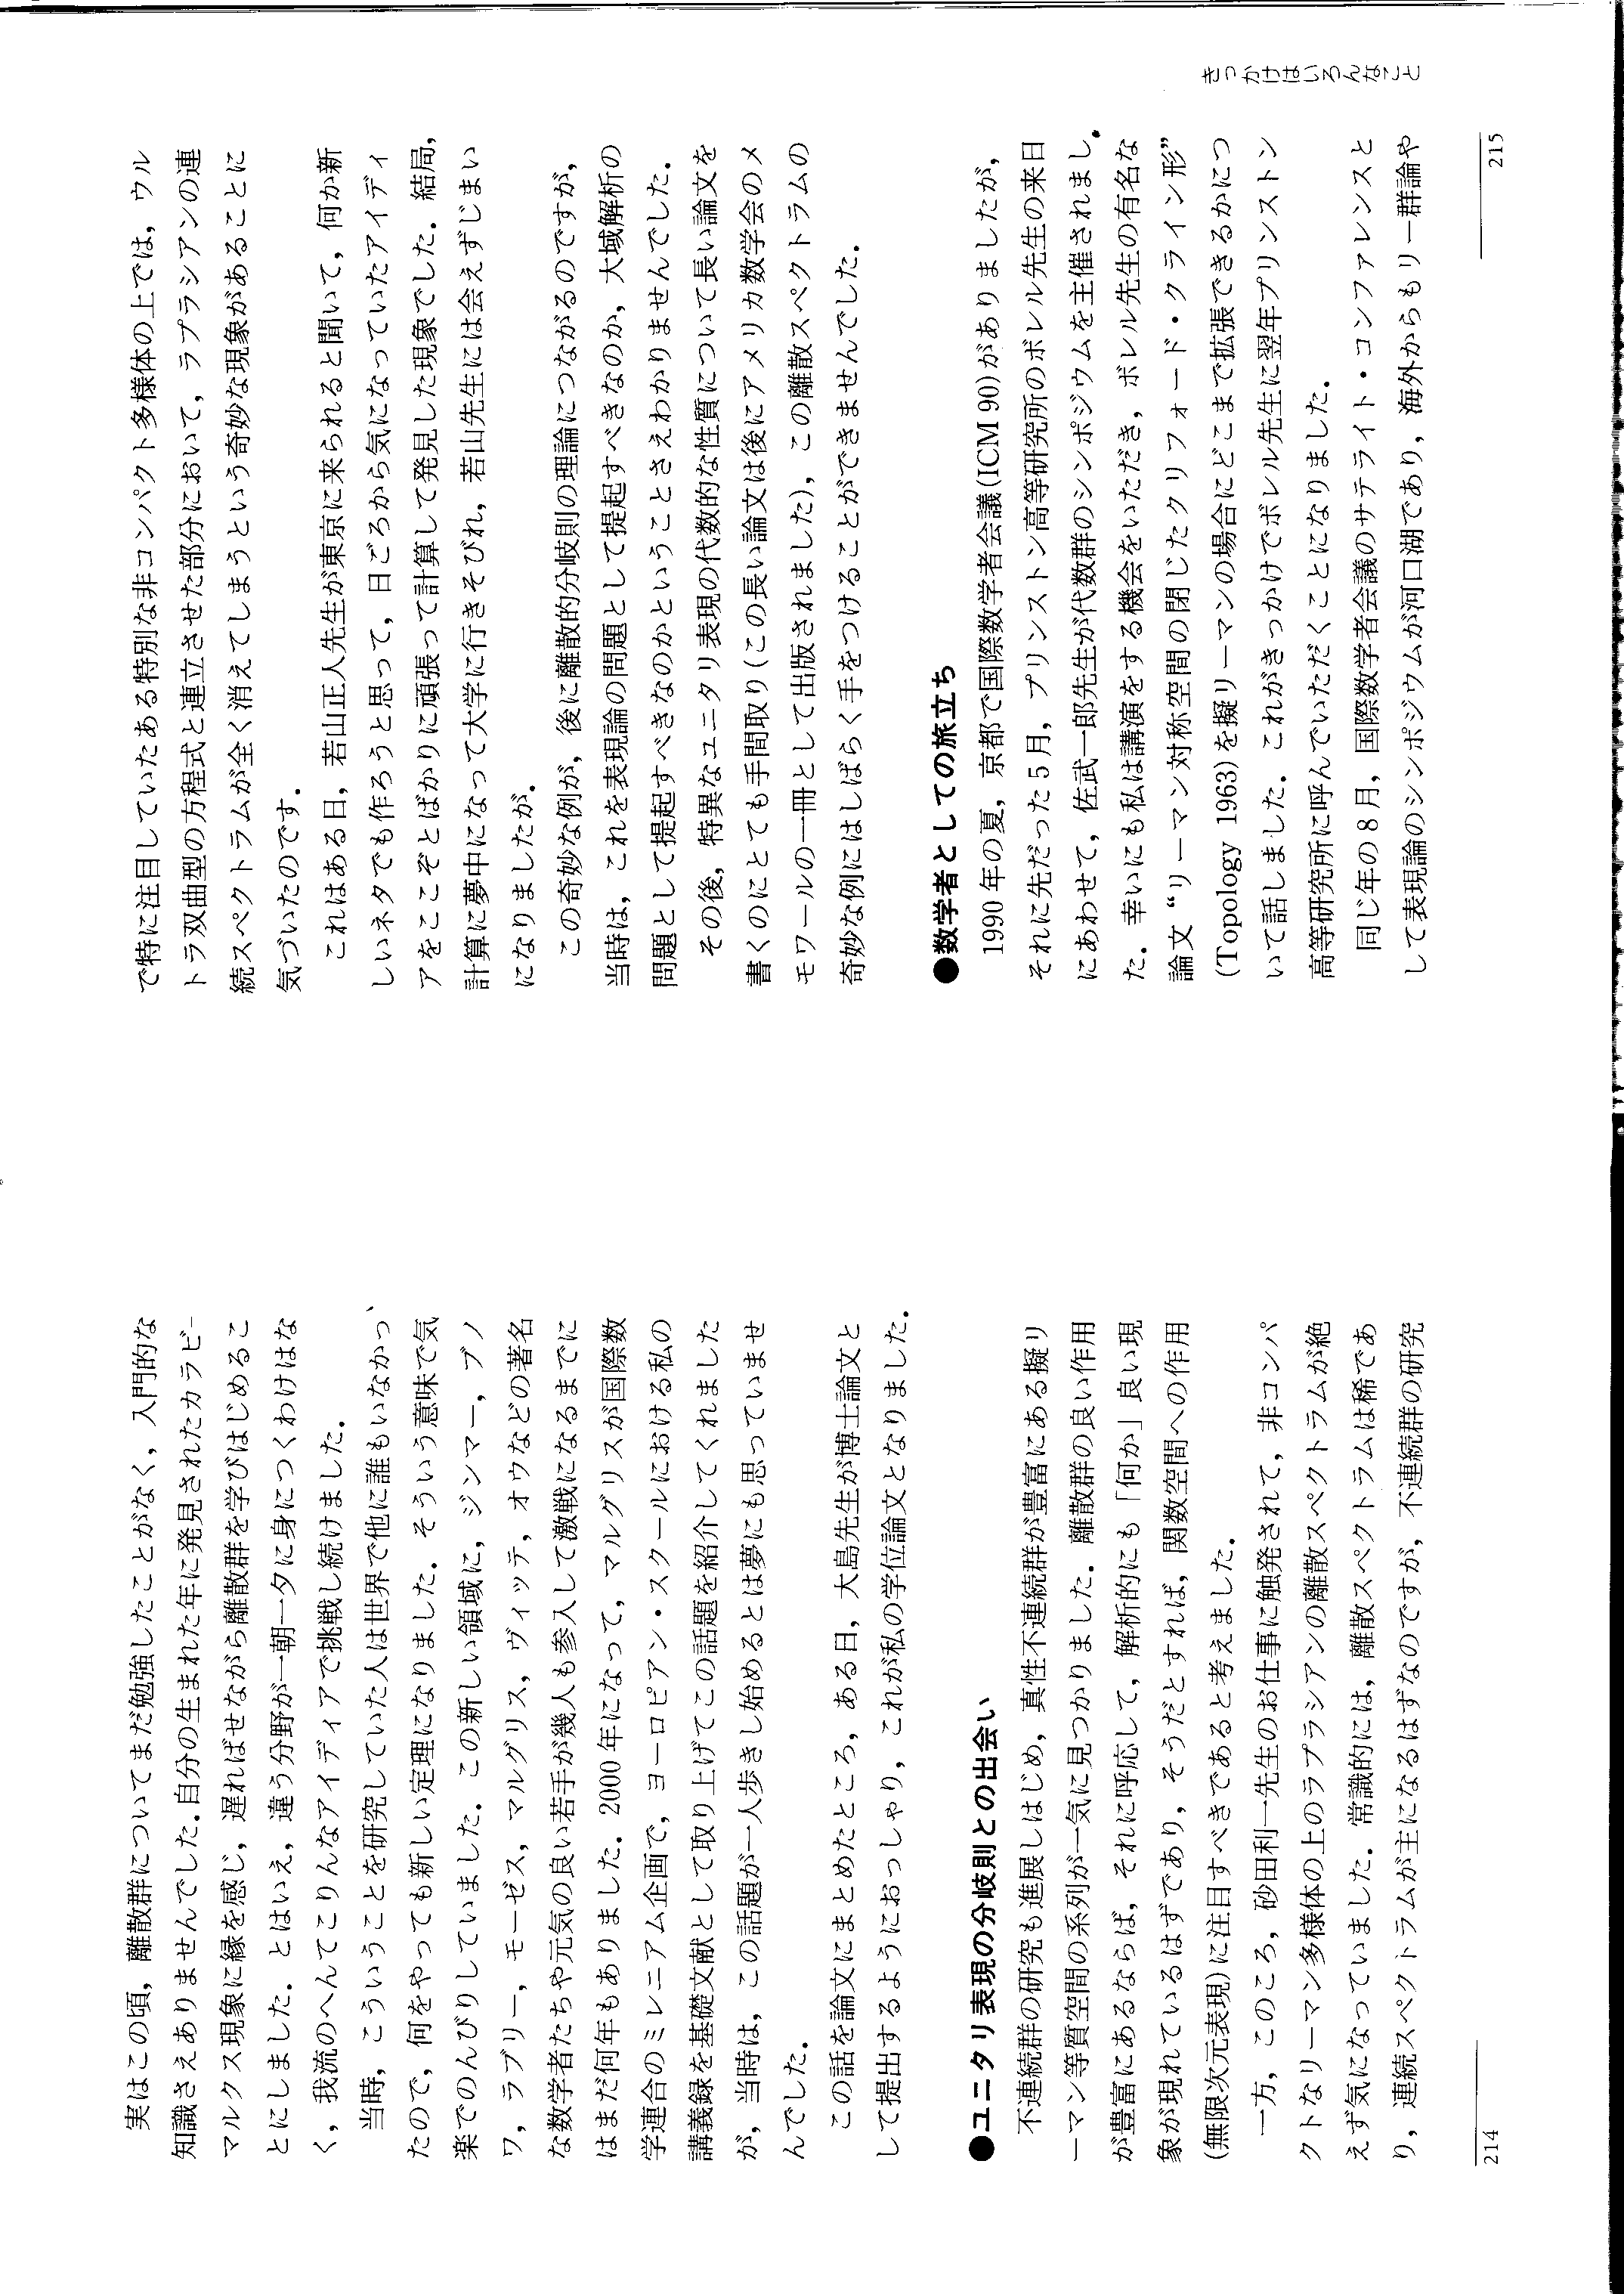 実はこの頃，離散群についてまだ勉強したことがなく，入門的な
知識さえありませんでした．自分の生まれた年に発見されたカラビ-
マルクス現象に縁を感じ，遅ればせながら離散群を学びはじめるこ
とにしました．とはいえ，違う分野が一朝一夕に身につくわけはな
く，我流のへんてこりんなアイディアで挑戦し続けました．
当時，こういうことを研究していた人は世界で他に誰もいなかっ
たので，何をやっても新しい定理になりました．そういう意味で気
楽でのんびりしていました．この新しい領域に，ジンマー，ブノ
ワ，ラブリー，モーゼス，マルグリス，ヴィッテ，オウなどの著名
な数学者たちや元気の良い若手が幾人も参入して激戦になるまでに
はまだ何年もありました．2000年になって，マルグリスが国際数
学連合のミレニアム企画で，ヨーロピアン・スクールにおける私の
講義録を基礎文献として取り上げてこの話題を紹介してくれました
が，当時は，この話題が一人歩きし始めるとは夢にも思っていませ
んでした．
この話を論文にまとめたところ，ある日，大島先生が博士論文と
して提出するようにおっしゃり，これが私の学位論文となりました．
●ユニタリ表現の分岐則との出会い
不連続群の研究も進展しはじめ，真性不連続群が豊富にある擬リ
ーマン等質空間の系列が一気に見つかりました．離散群の良い作用
が豊富にあるならば，それに呼応して，解析的にも「何か」良い現
象が現れているはずであり，そうだとすれば，関数空間への作用
(無限次元表現)に注目すべきであると考えました．
一方，このころ，砂田利一先生のお仕事に触発されて，非コンパ
クトなリーマン多様体の上のラプラシアンの離散スペクトラムが絶
えず気になっていました．常識的には，離散スペクトラムは稀であ
り，連続スペクトラムが主になるはずなのですが，不連続群の研究
214
で特に注目していたある特別な非コンパクト多様体の上では，ウル
トラ双曲型の方程式と連立させた部分において，ラプラシアンの連
続スペクトラムが全く消えてしまうという奇妙な現象があることに
気づいたのです．
これはある日，若山正人先生が東京に来られると聞いて，何か新
しいネタでも作ろうと思って，日ごろから気になっていたアイディ
アをここぞとばかりに頑張って計算して発見した現象でした．結局，
計算に夢中になって大学に行きそびれ，若山先生には会えずじまい
になりましたが．
この奇妙な例が，後に離散的分岐則の理論につながるのですが，
当時は，これを表現論の問題として提起すべきなのか，大域解析の
問題として提起すべきなのかということさえわかりませんでした．
その後，特異なユニタリ表現の代数的な性質について長い論文を
書くのにとても手間取り(この長い論文は後にアメリカ数学会のメ
モワールの一冊として出版されました)，この離散スペクトラムの
奇妙な例にはしばらく手をつけることができませんでした．
●数学者としての旅立ち
1990年の夏，京都で国際数学者会議(ICM 90)がありましたが，
それに先だった5月，プリンストン高等研究所のボレル先生の来日
にあわせて，佐武一郎先生が代数群のシンポジウムを主催されまし
た．幸いにも私は講演をする機会をいただき，ボレル先生の有名な
論文“リーマン対称空間の閉じたクリフォード・クライン形”
(Topology 1963)を擬リーマンの場合にどこまで拡張できるかにつ
いて話しました．これがきっかけでボレル先生に翌年プリンストン
高等研究所に呼んでいただくことになりました．
同じ年の8月，国際数学者会議のサテライト・コンファレンスと
して表現論のシンポジウムが河口湖であり，海外からもリー群論や
きっかけはいろんなこと
215